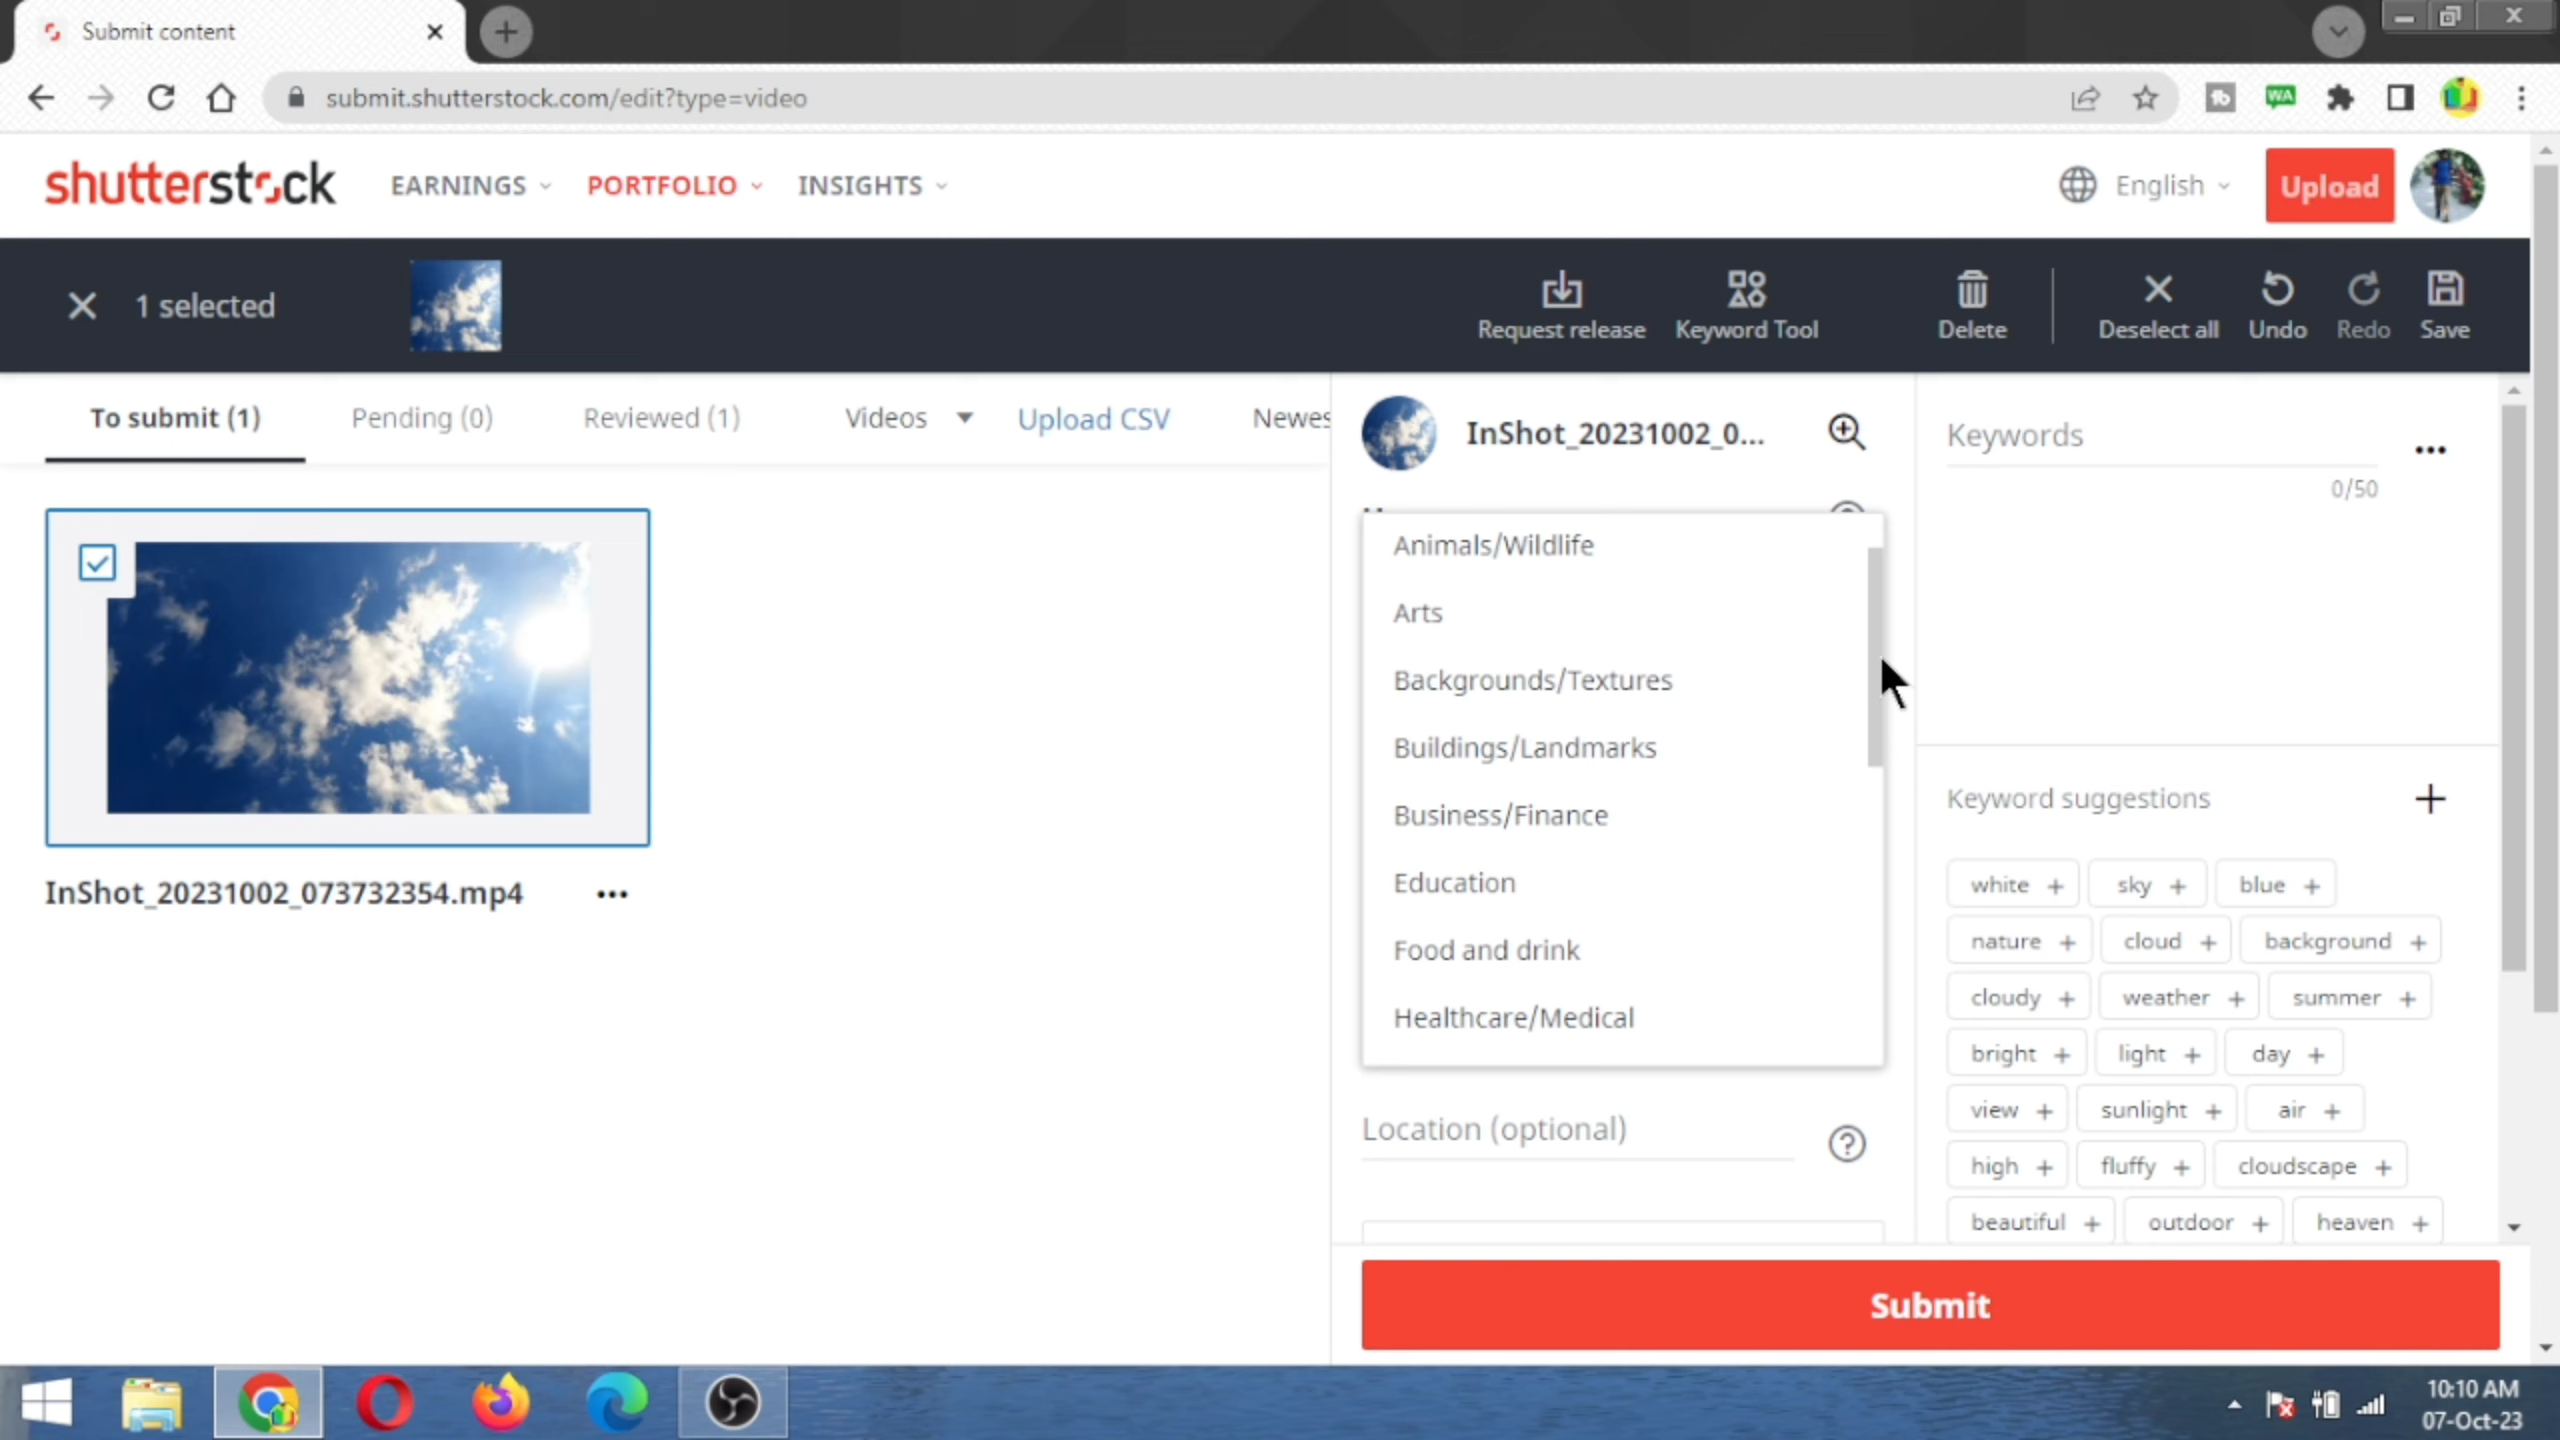 Submit content
submit.shutterstock.com/edit?type=video
shutterstock EARNINGS PORTFOLIO INSIGHTS English Upload
1 selected Request release Keyword Tool Delete Deselect all Undo Redo Save
To submit (1) Pending (0) Reviewed (1) Videos Upload CSV Newes
InShot_20231002_073732354.mp4
InShot_20231002_0...
Animals/Wildlife
Arts
Backgrounds/Textures
Buildings/Landmarks
Business/Finance
Education
Food and drink
Healthcare/Medical
Location (optional)
Keywords
0/50
Keyword suggestions
white + sky + blue +
nature + cloud + background +
cloudy + weather + summer +
bright + light + day +
view + sunlight + air +
high + fluffy + cloudscape +
beautiful + outdoor + heaven +
Submit
10:10 AM
07-Oct-23